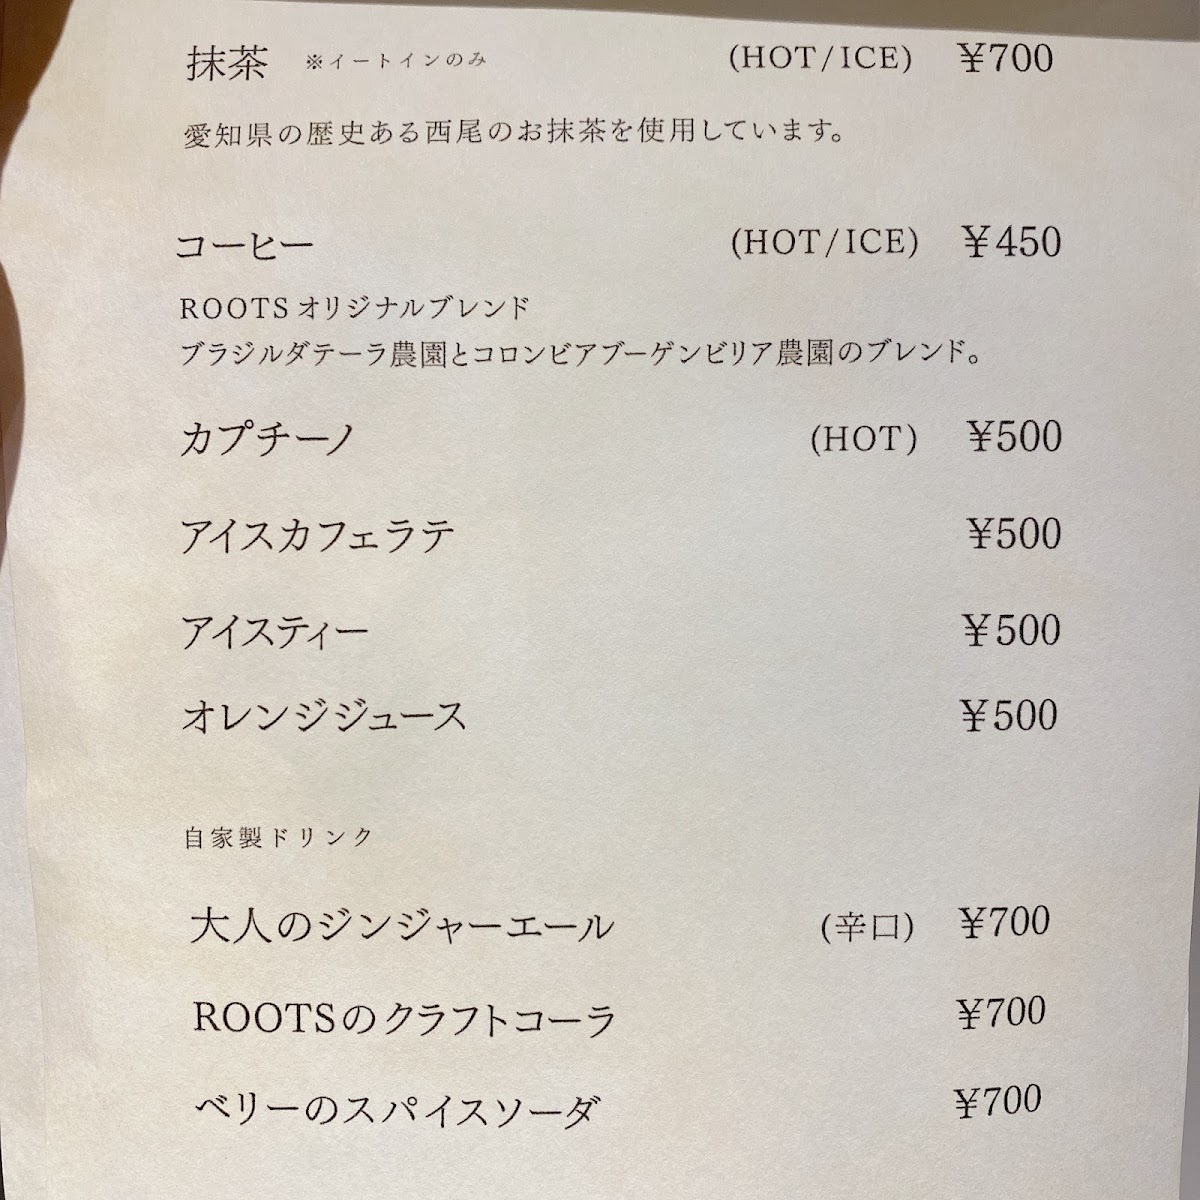 抹茶 ※イートインのみ (HOT/ICE) ¥700
愛知県の歴史ある西尾のお抹茶を使用しています。
コーヒー (HOT/ICE) ¥450
ROOTSオリジナルブレンド
ブラジルダテーラ農園とコロンビアブーゲンビリア農園のブレンド。
カプチーノ (HOT) ¥500
アイスカフェラテ ¥500
アイスティー ¥500
オレンジジュース ¥500
自家製ドリンク
大人のジンジャーエール (辛口) ¥700
ROOTSのクラフトコーラ ¥700
ベリーのスパイスソーダ ¥700